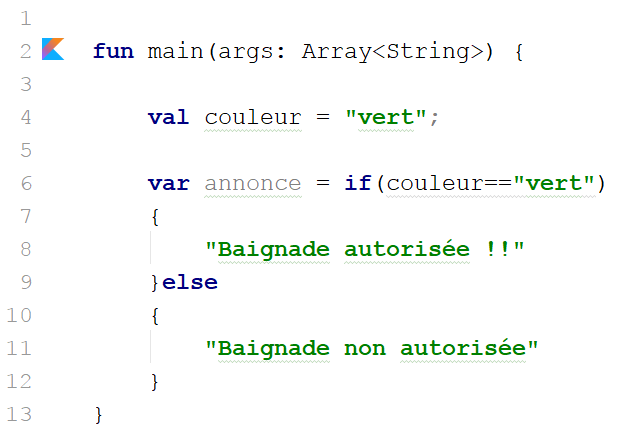 1
2 fun main(args: Array<String>) {
3
4 val couleur = "vert";
5
6 var annonce = if(couleur=="vert")
7 {
8 "Baignade autorisée !!"
9 }else
10 {
11 "Baignade non autorisée"
12 }
13 }